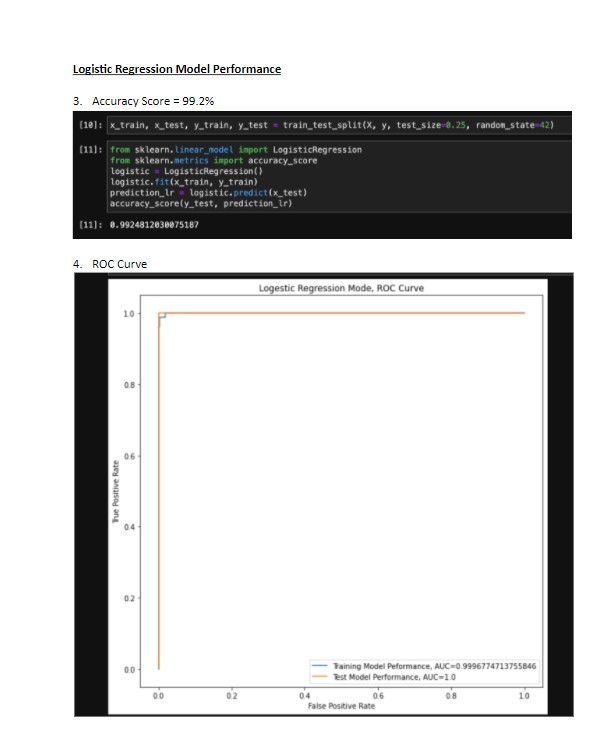 Logistic Regression Model Performance
3. Accuracy Score = 99.2%
[10]: x_train, x_test, y_train, y_test = train_test_split(X, y, test_size=0.25, random_state=42)
[11]: from sklearn.linear_model import LogisticRegression
from sklearn.metrics import accuracy_score
logistic = LogisticRegression()
logistic.fit(x_train, y_train)
prediction_lr = logistic.predict(x_test)
accuracy_score(y_test, prediction_lr)
[11]: 0.9924812030075187
4. ROC Curve
Logestic Regression Mode, ROC Curve
1.0
0.8
0.6
0.4
0.2
0.0
True Positive Rate
Training Model Peformance, AUC=0.9996774713755846
Test Model Performance, AUC=1.0
0.0 0.2 0.4 0.6 0.8 1.0
False Positive Rate